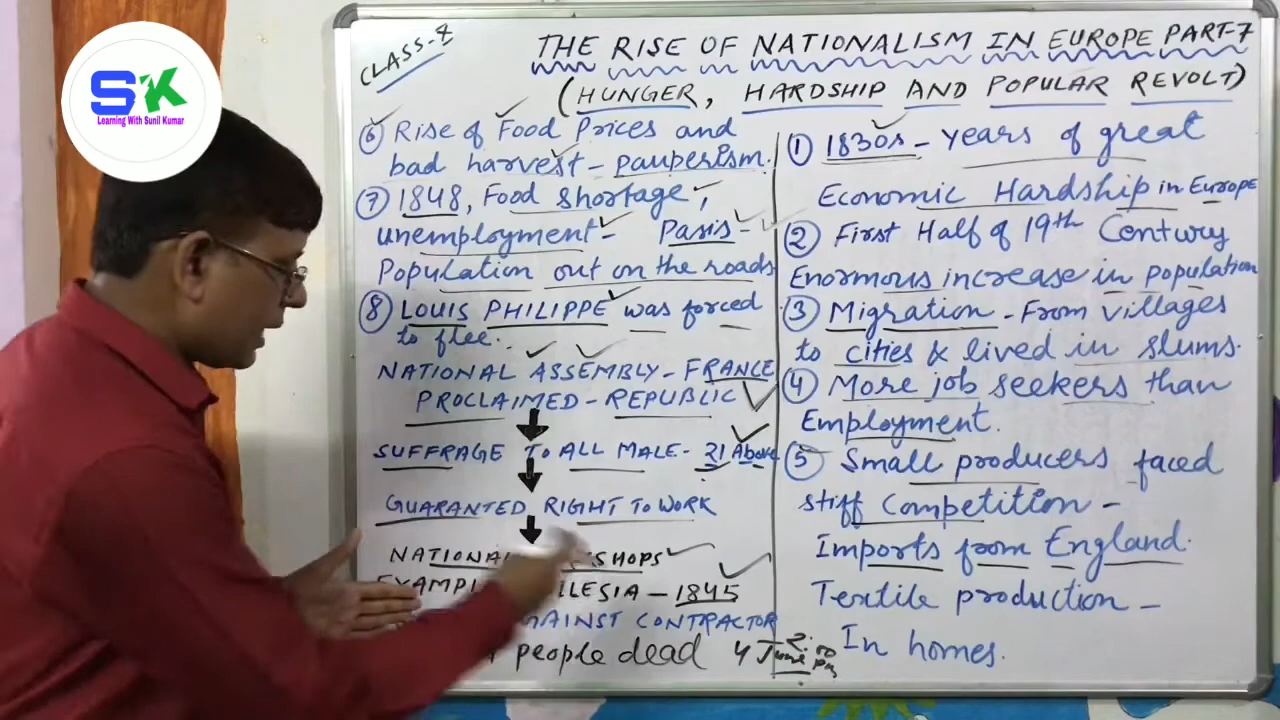 SK
Learning With Sunil Kumar
CLASS-X
THE RISE OF NATIONALISM IN EUROPE PART-7
(HUNGER, HARDSHIP AND POPULAR REVOLT)
⑥ Rise of Food Prices and
bad harvest - pauperism.
⑦ 1848, Food shortage,
unemployment - Paris -
Population out on the roads
⑧ LOUIS PHILIPPE was forced
to flee.
NATIONAL ASSEMBLY - FRANCE
PROCLAIMED - REPUBLIC
SUFFRAGE TO ALL MALE - 21 Above
GUARANTED RIGHT TO WORK
NATIONAL SHOPS
1845
AGAINST CONTRACTOR
people dead 4 June 2:00 pm
① 1830s - years of great
Economic Hardship in Europe
② First Half of 19th Century
Enormous increase in population
③ Migration - From villages
to cities & lived in slums.
④ More job seekers than
Employment.
⑤ Small producers faced
stiff Competition -
Imports from England.
Textile production -
In homes.